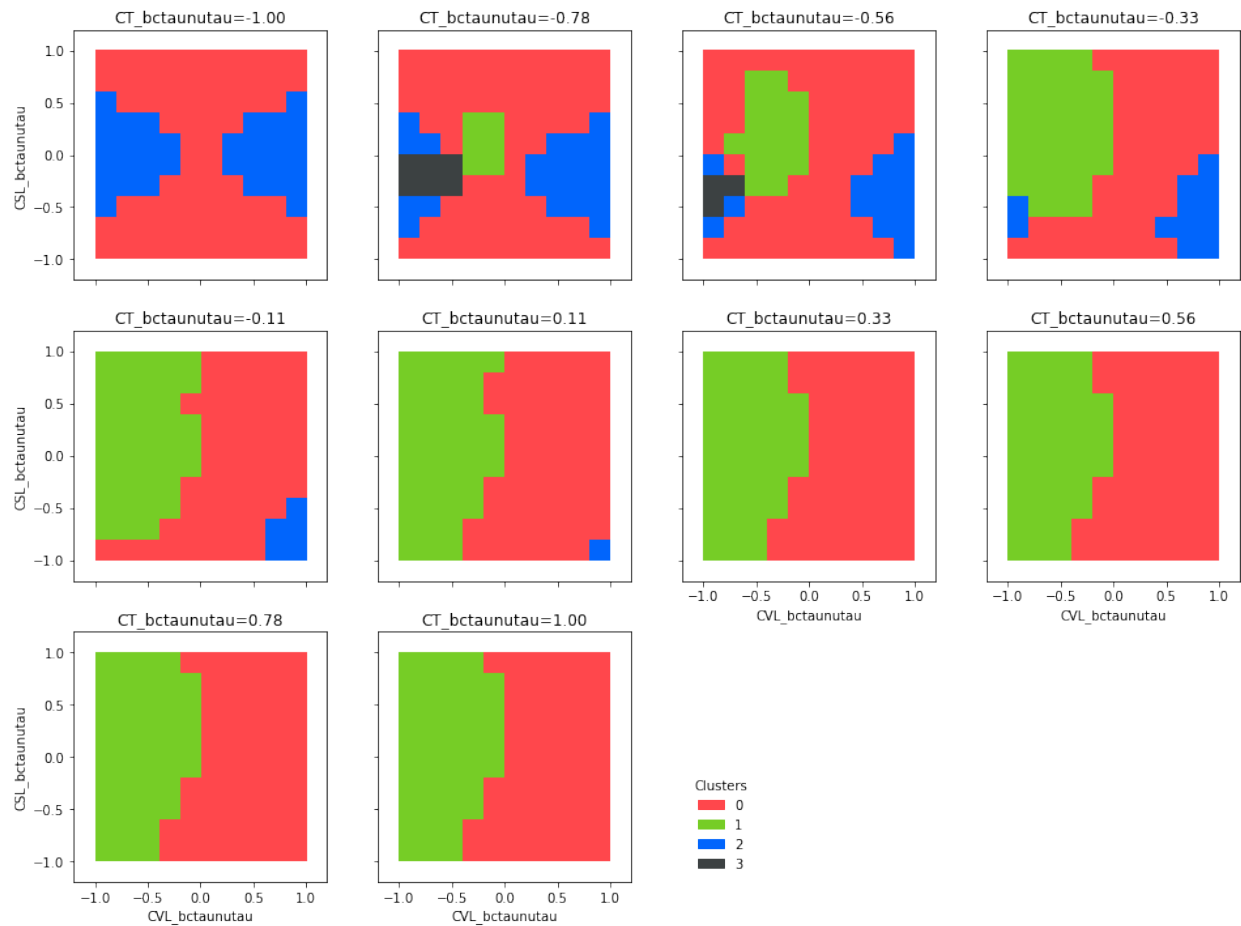 CT_bctaunutau=-1.00
CT_bctaunutau=-0.78
CT_bctaunutau=-0.56
CT_bctaunutau=-0.33
1.0
0.5
0.0
−0.5
−1.0
CSL_bctaunutau
CT_bctaunutau=-0.11
CT_bctaunutau=0.11
CT_bctaunutau=0.33
CT_bctaunutau=0.56
1.0
0.5
0.0
−0.5
−1.0
CSL_bctaunutau
−1.0 −0.5 0.0 0.5 1.0
CVL_bctaunutau
−1.0 −0.5 0.0 0.5 1.0
CVL_bctaunutau
CT_bctaunutau=0.78
CT_bctaunutau=1.00
1.0
0.5
0.0
−0.5
−1.0
CSL_bctaunutau
−1.0 −0.5 0.0 0.5 1.0
CVL_bctaunutau
−1.0 −0.5 0.0 0.5 1.0
CVL_bctaunutau
Clusters
0
1
2
3